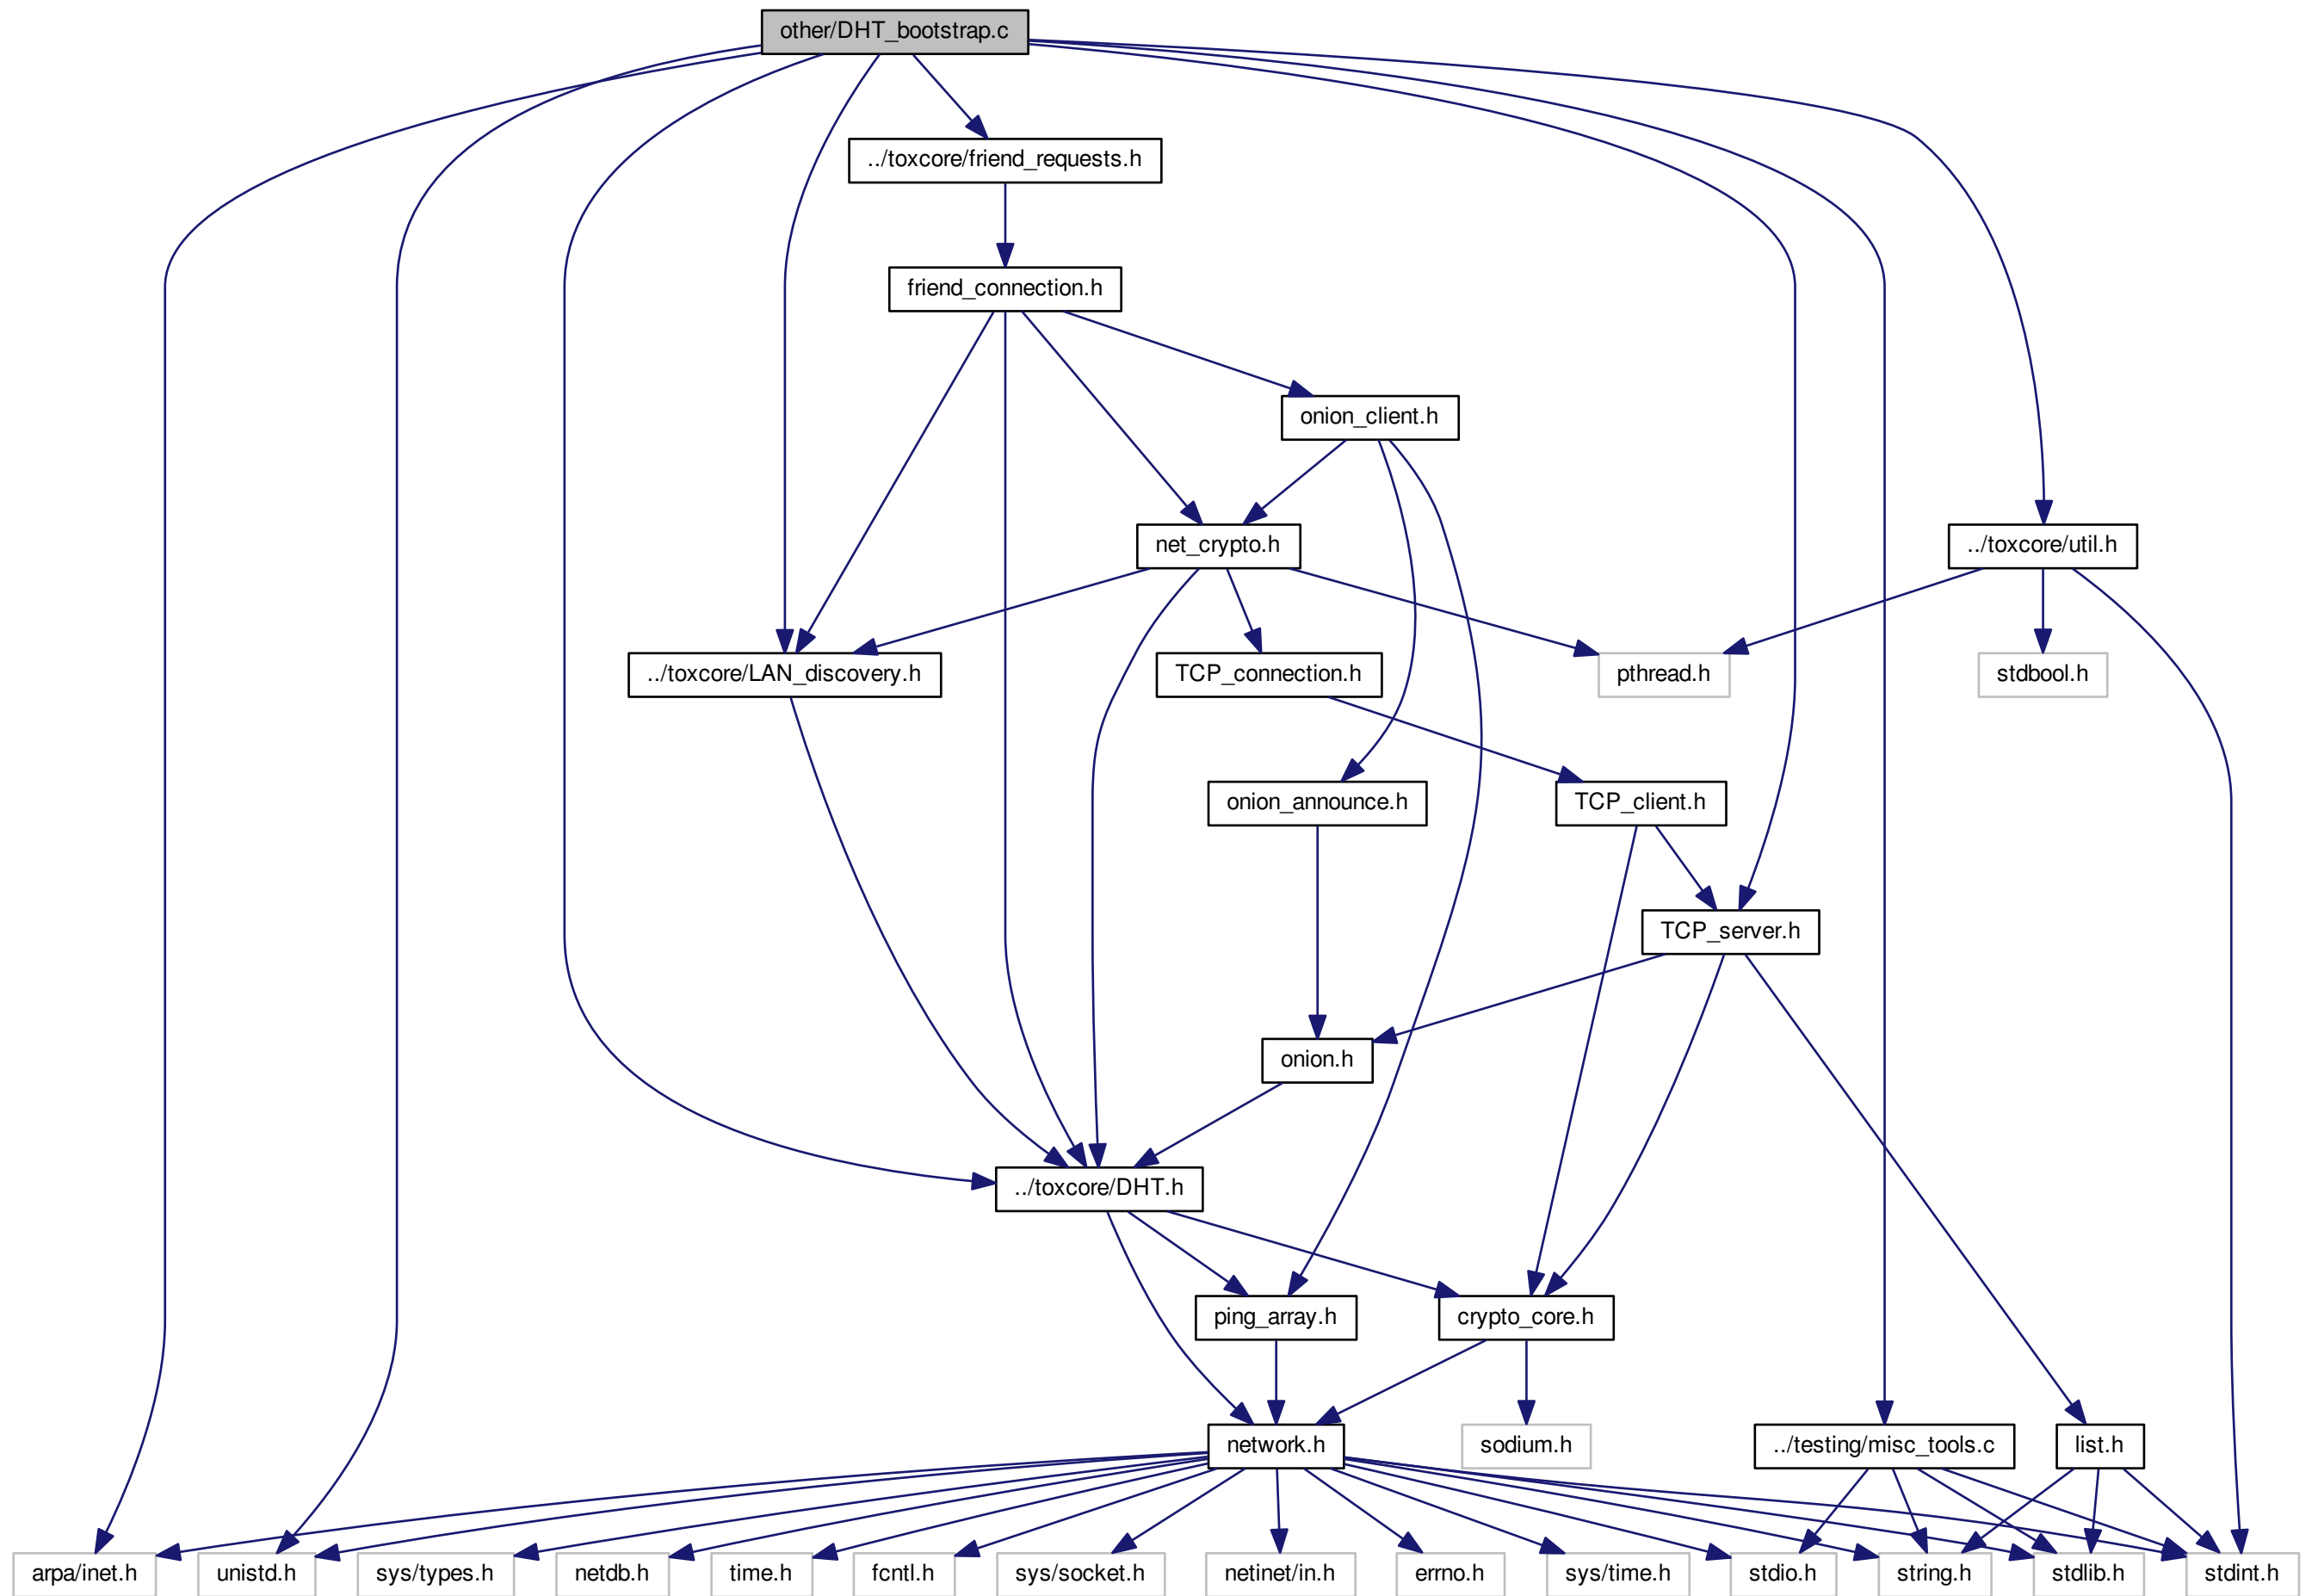 other/DHT_bootstrap.c
../toxcore/friend_requests.h
friend_connection.h
onion_client.h
net_crypto.h
../toxcore/util.h
../toxcore/LAN_discovery.h
TCP_connection.h
pthread.h
stdbool.h
onion_announce.h
TCP_client.h
TCP_server.h
onion.h
../toxcore/DHT.h
ping_array.h
crypto_core.h
network.h
sodium.h
../testing/misc_tools.c
list.h
arpa/inet.h
unistd.h
sys/types.h
netdb.h
time.h
fcntl.h
sys/socket.h
netinet/in.h
errno.h
sys/time.h
stdio.h
string.h
stdlib.h
stdint.h